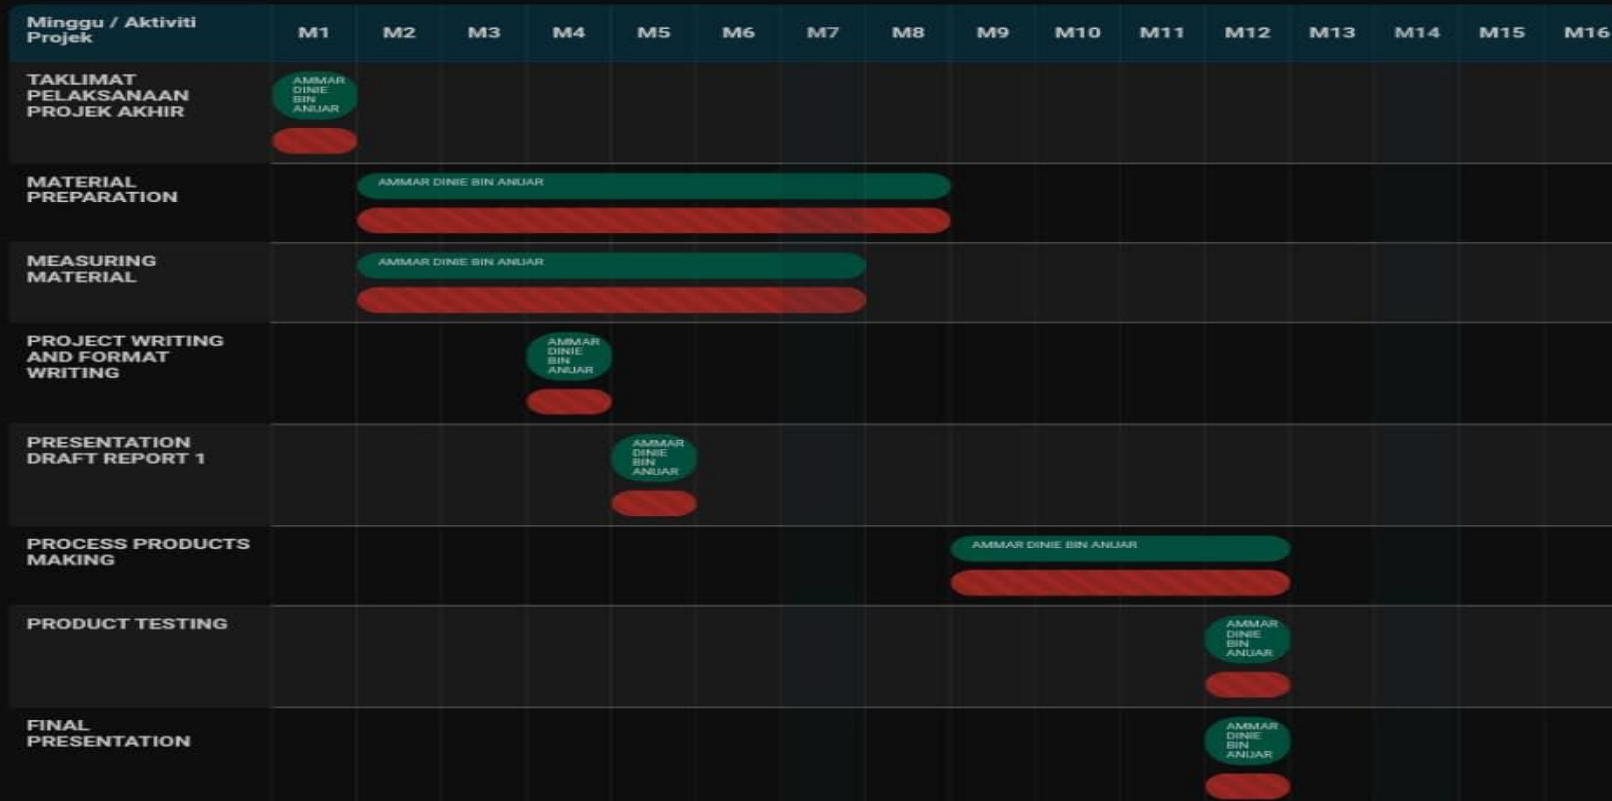 Minggu / Aktiviti
Projek
M1 M2 M3 M4 M5 M6 M7 M8 M9 M10 M11 M12 M13 M14 M15 M16
TAKLIMAT
PELAKSANAAN
PROJEK AKHIR
AMMAR
DINIE
BIN
ANUAR
MATERIAL
PREPARATION
AMMAR DINIE BIN ANUAR
MEASURING
MATERIAL
AMMAR DINIE BIN ANUAR
PROJECT WRITING
AND FORMAT
WRITING
AMMAR
DINIE
BIN
ANUAR
PRESENTATION
DRAFT REPORT 1
AMMAR
DINIE
BIN
ANUAR
PROCESS PRODUCTS
MAKING
AMMAR DINIE BIN ANUAR
PRODUCT TESTING
AMMAR
DINIE
BIN
ANUAR
FINAL
PRESENTATION
AMMAR
DINIE
BIN
ANUAR